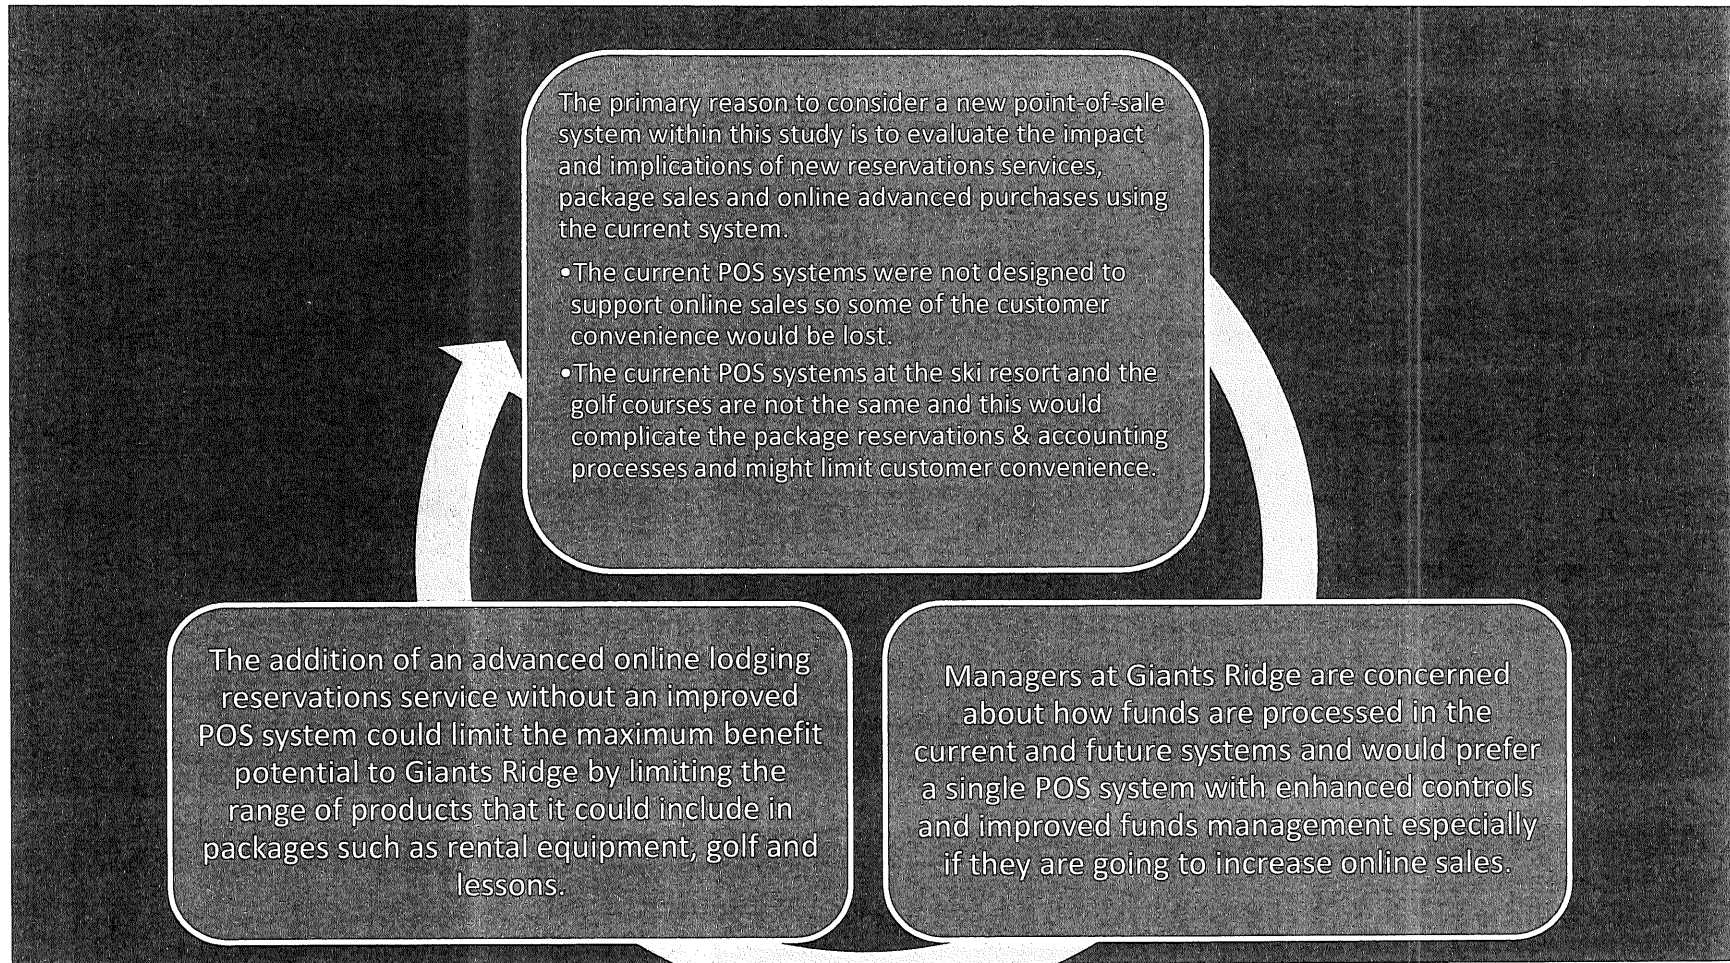 The primary reason to consider a new point-of-sale
system within this study is to evaluate the impact
and implications of new reservations services,
package sales and online advanced purchases using
the current system.
•The current POS systems were not designed to
support online sales so some of the customer
convenience would be lost.
•The current POS systems at the ski resort and the
golf courses are not the same and this would
complicate the package reservations & accounting
processes and might limit customer convenience.
The addition of an advanced online lodging
reservations service without an improved
POS system could limit the maximum benefit
potential to Giants Ridge by limiting the
range of products that it could include in
packages such as rental equipment, golf and
lessons.
Managers at Giants Ridge are concerned
about how funds are processed in the
current and future systems and would prefer
a single POS system with enhanced controls
and improved funds management especially
if they are going to increase online sales.